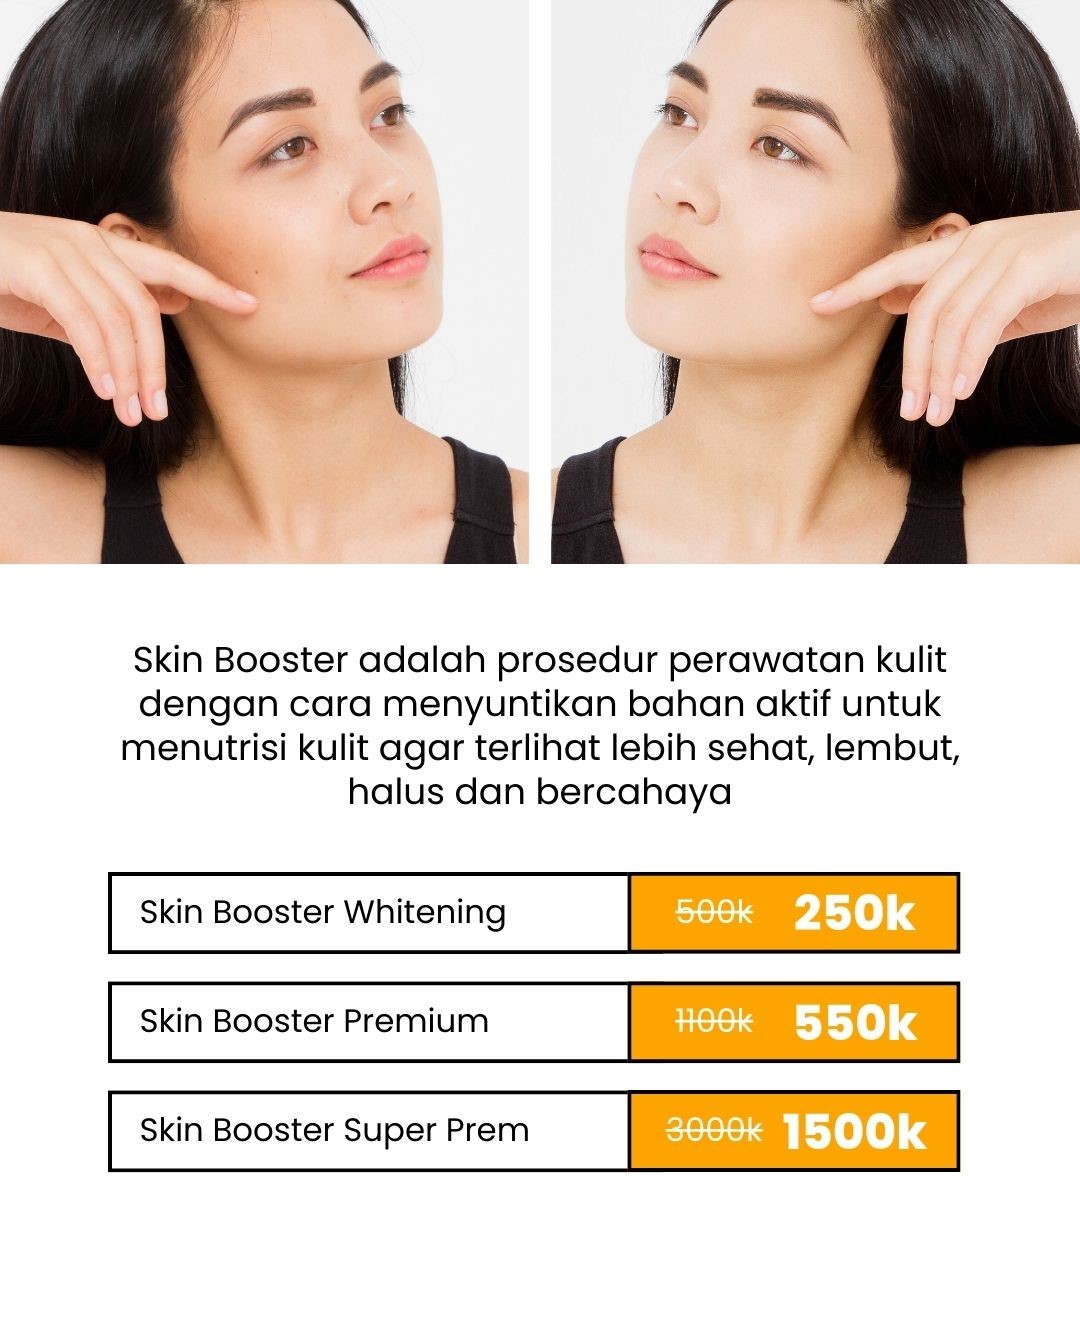 Skin Booster adalah prosedur perawatan kulit
dengan cara menyuntikan bahan aktif untuk
menutrisi kulit agar terlihat lebih sehat, lembut,
halus dan bercahaya
Skin Booster Whitening 500k 250k
Skin Booster Premium 1100k 550k
Skin Booster Super Prem 3000k 1500k